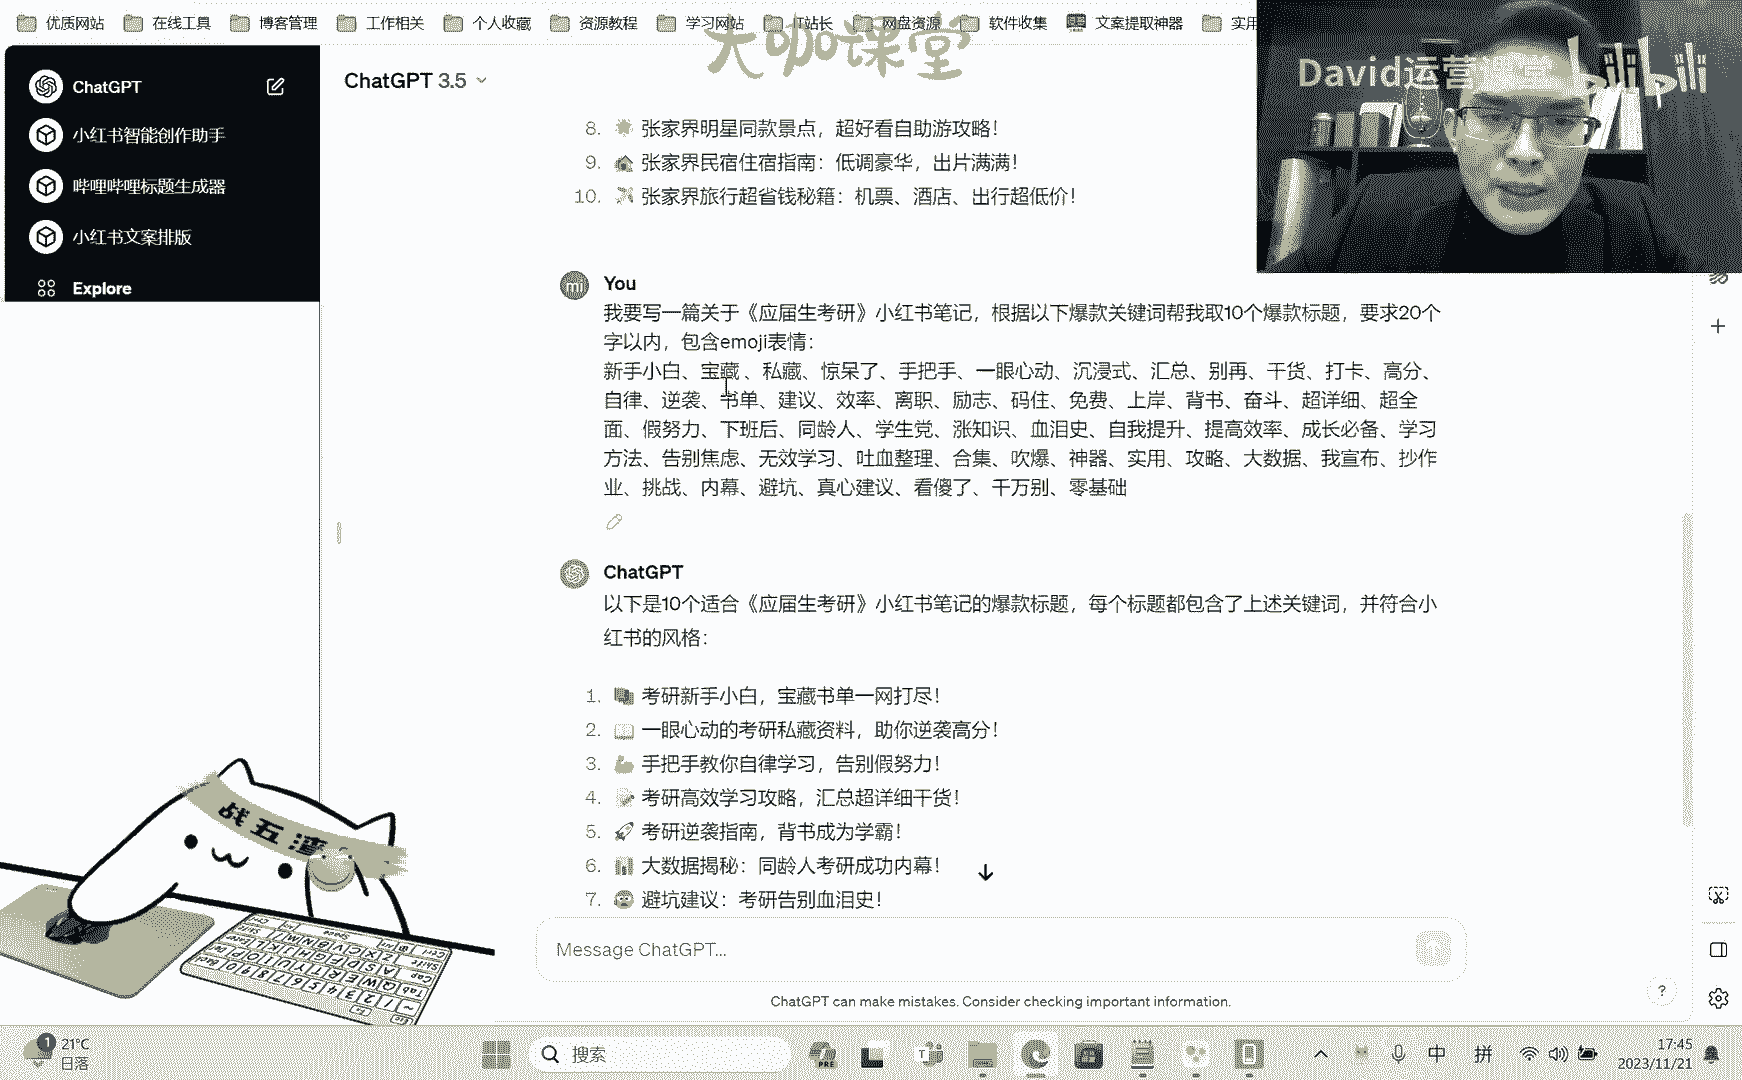 优质网站 在线工具 博客管理 工作相关 个人收藏 资源教程 学习网站 IT站长 网盘资源 软件收集 文案提取神器 实用
大咖课堂
David运营课堂 bilibili
ChatGPT
小红书智能创作助手
哔哩哔哩标题生成器
小红书文案排版
Explore
ChatGPT 3.5
8. 张家界明星同款景点，超好看自助游攻略！
9. 张家界民宿住宿指南：低调豪华，出片满满！
10. 张家界旅行超省钱秘籍：机票、酒店、出行超低价！
mi You
我要写一篇关于《应届生考研》小红书笔记，根据以下爆款关键词帮我取10个爆款标题，要求20个
字以内，包含emoji表情：
新手小白、宝藏 、私藏、惊呆了、手把手、一眼心动、沉浸式、汇总、别再、干货、打卡、高分、
自律、逆袭、书单、建议、效率、离职、励志、码住、免费、上岸、背书、奋斗、超详细、超全
面、假努力、下班后、同龄人、学生党、涨知识、血泪史、自我提升、提高效率、成长必备、学习
方法、告别焦虑、无效学习、吐血整理、合集、吹爆、神器、实用、攻略、大数据、我宣布、抄作
业、挑战、内幕、避坑、真心建议、看傻了、千万别、零基础
ChatGPT
以下是10个适合《应届生考研》小红书笔记的爆款标题，每个标题都包含了上述关键词，并符合小
红书的风格：
1. 考研新手小白，宝藏书单一网打尽！
2. 一眼心动的考研私藏资料，助你逆袭高分！
3. 手把手教你自律学习，告别假努力！
4. 考研高效学习攻略，汇总超详细干货！
5. 考研逆袭指南，背书成为学霸！
6. 大数据揭秘：同龄人考研成功内幕！
7. 避坑建议：考研告别血泪史！
Message ChatGPT...
ChatGPT can make mistakes. Consider checking important information.
?
战五渣
1
21°C
日落
搜索
PRE
中
拼
17:45
2023/11/21